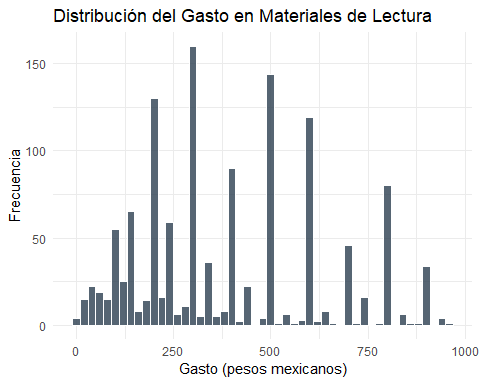 Distribución del Gasto en Materiales de Lectura
Frecuencia
150
100
50
0
0 250 500 750 1000
Gasto (pesos mexicanos)